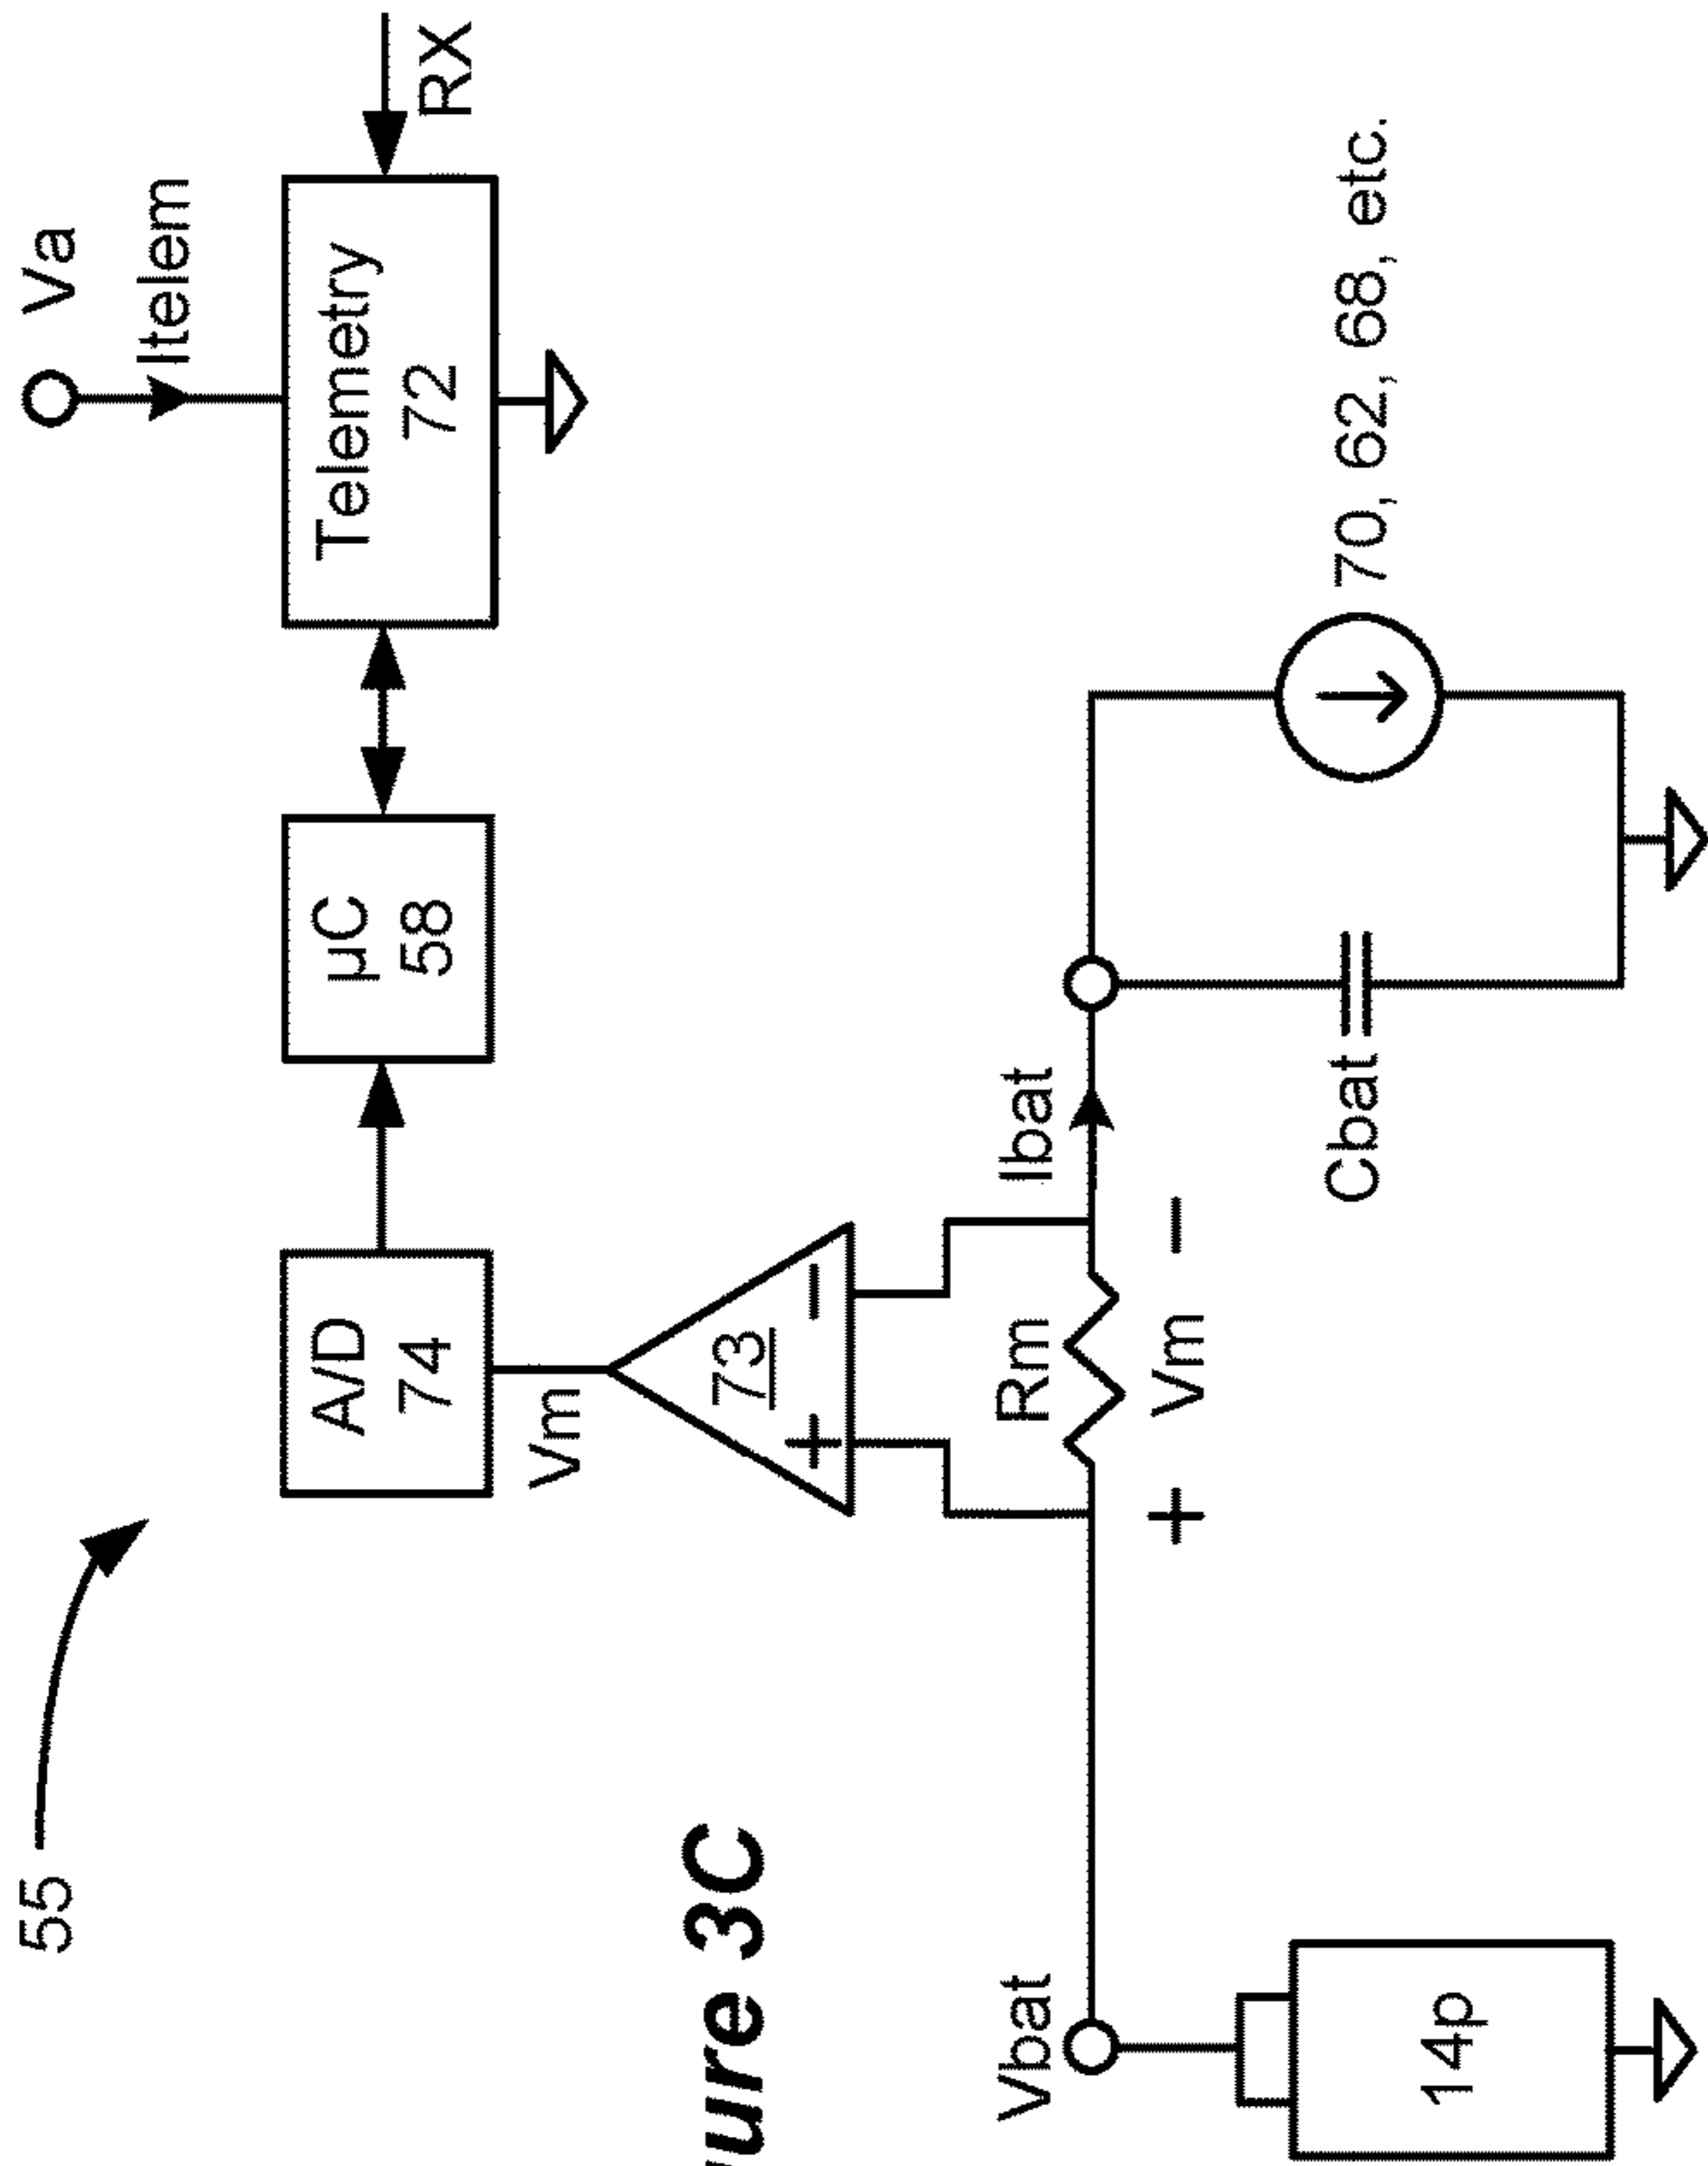 55
Va
Itelem
A/D
74
µC
58
Telemetry
72
RX
Vm
73
+ −
ure 3C
Vbat
Rm
Ibat
+ Vm −
Cbat
70, 62, 68, etc.
14p